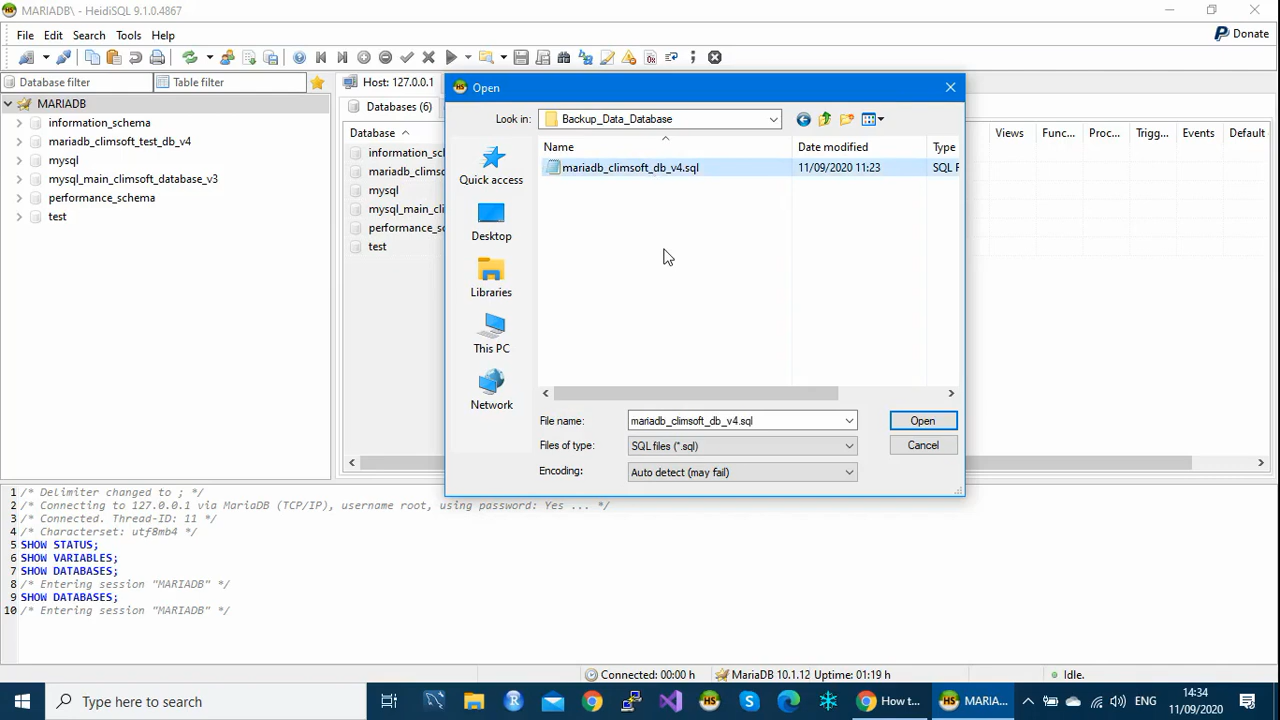 MARIADB\ - HeidiSQL 9.1.0.4867
File Edit Search Tools Help
Donate
Database filter
Table filter
Host: 127.0.0.1
Databases (6)
MARIADB
information_schema
mariadb_climsoft_test_db_v4
mysql
mysql_main_climsoft_database_v3
performance_schema
test
Database
information_sch
mariadb_climso
mysql
mysql_main_cli
performance_sc
test
Views Func... Proc... Trigg... Events Default
Open
Look in: Backup_Data_Database
Name Date modified Type
mariadb_climsoft_db_v4.sql 11/09/2020 11:23 SQL F
Quick access
Desktop
Libraries
This PC
Network
File name: mariadb_climsoft_db_v4.sql Open
Files of type: SQL files (*.sql) Cancel
Encoding: Auto detect (may fail)
1 /* Delimiter changed to ; */
2 /* Connecting to 127.0.0.1 via MariaDB (TCP/IP), username root, using password: Yes ... */
3 /* Connected. Thread-ID: 11 */
4 /* Characterset: utf8mb4 */
5 SHOW STATUS;
6 SHOW VARIABLES;
7 SHOW DATABASES;
8 /* Entering session "MARIADB" */
9 SHOW DATABASES;
10 /* Entering session "MARIADB" */
Connected: 00:00 h MariaDB 10.1.12 Uptime: 01:19 h Idle.
Type here to search
How t...
MARIA...
ENG
14:34
11/09/2020